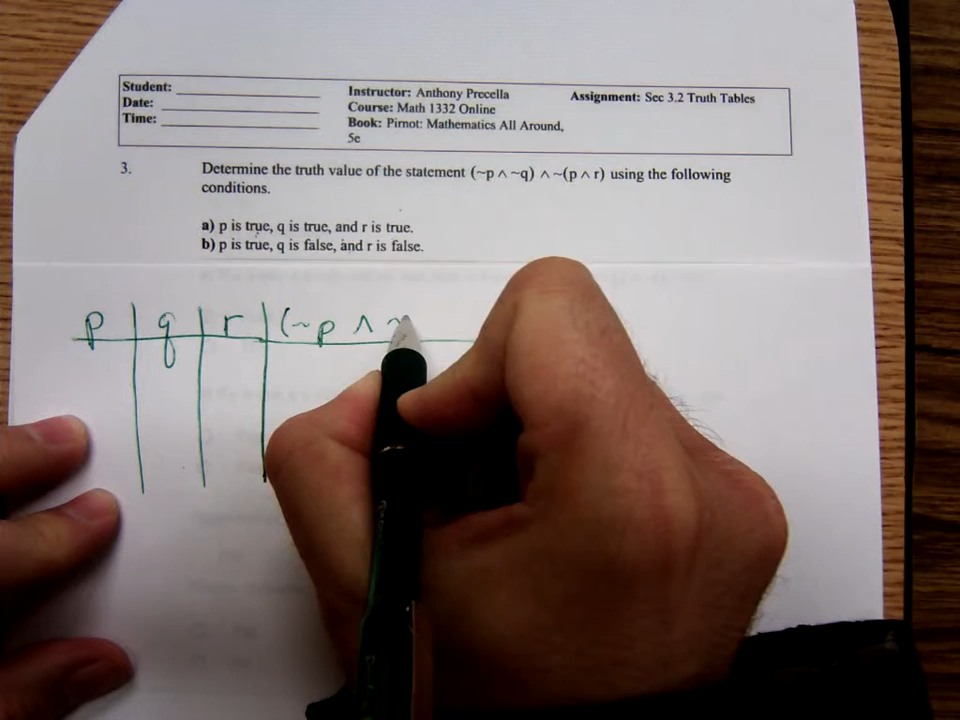 Student:
Date:
Time:
Instructor: Anthony Precella
Course: Math 1332 Online
Book: Pirnot: Mathematics All Around,
5e
Assignment: Sec 3.2 Truth Tables
3. Determine the truth value of the statement (~p ∧ ~q) ∧ ~(p ∧ r) using the following
conditions.
a) p is true, q is true, and r is true.
b) p is true, q is false, and r is false.
p q r (~p ∧ ~